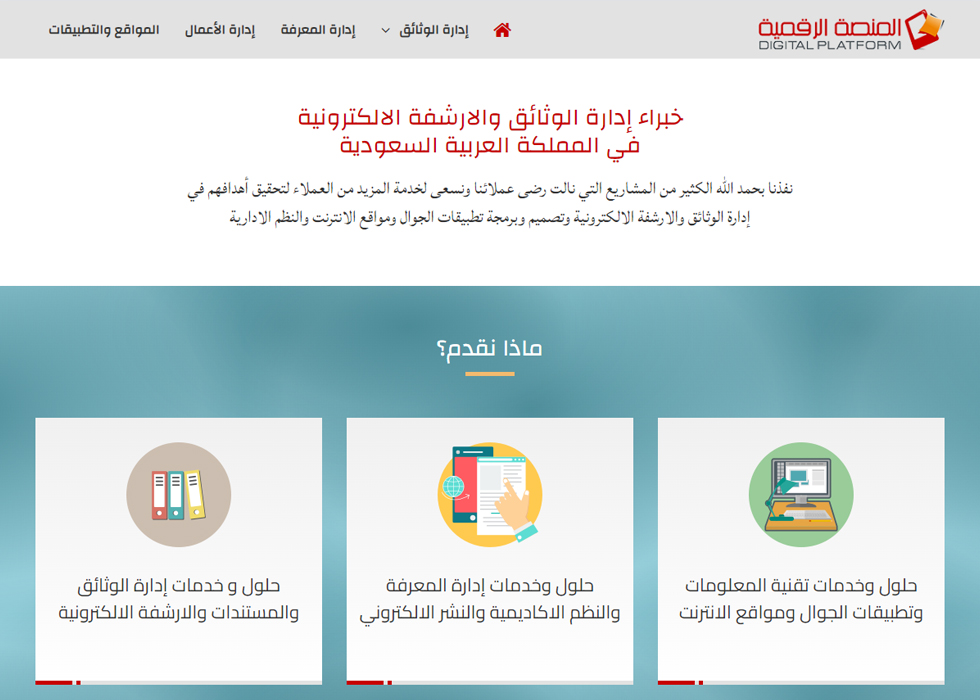 المنصة الرقمية
DIGITAL PLATFORM
إدارة الوثائق
إدارة المعرفة
إدارة الأعمال
المواقع والتطبيقات
خبراء إدارة الوثائق والارشفة الالكترونية
في المملكة العربية السعودية
نفذنا بحمد الله الكثير من المشاريع التي نالت رضى عملائنا ونسعى لخدمة المزيد من العملاء لتحقيق أهدافهم في
إدارة الوثائق والارشفة الالكترونية وتصميم وبرمجة تطبيقات الجوال ومواقع الانترنت والنظم الادارية
ماذا نقدم؟
حلول وخدمات تقنية المعلومات
وتطبيقات الجوال ومواقع الانترنت
حلول وخدمات إدارة المعرفة
والنظم الاكاديمية والنشر الالكتروني
حلول و خدمات إدارة الوثائق
والمستندات والارشفة الالكترونية